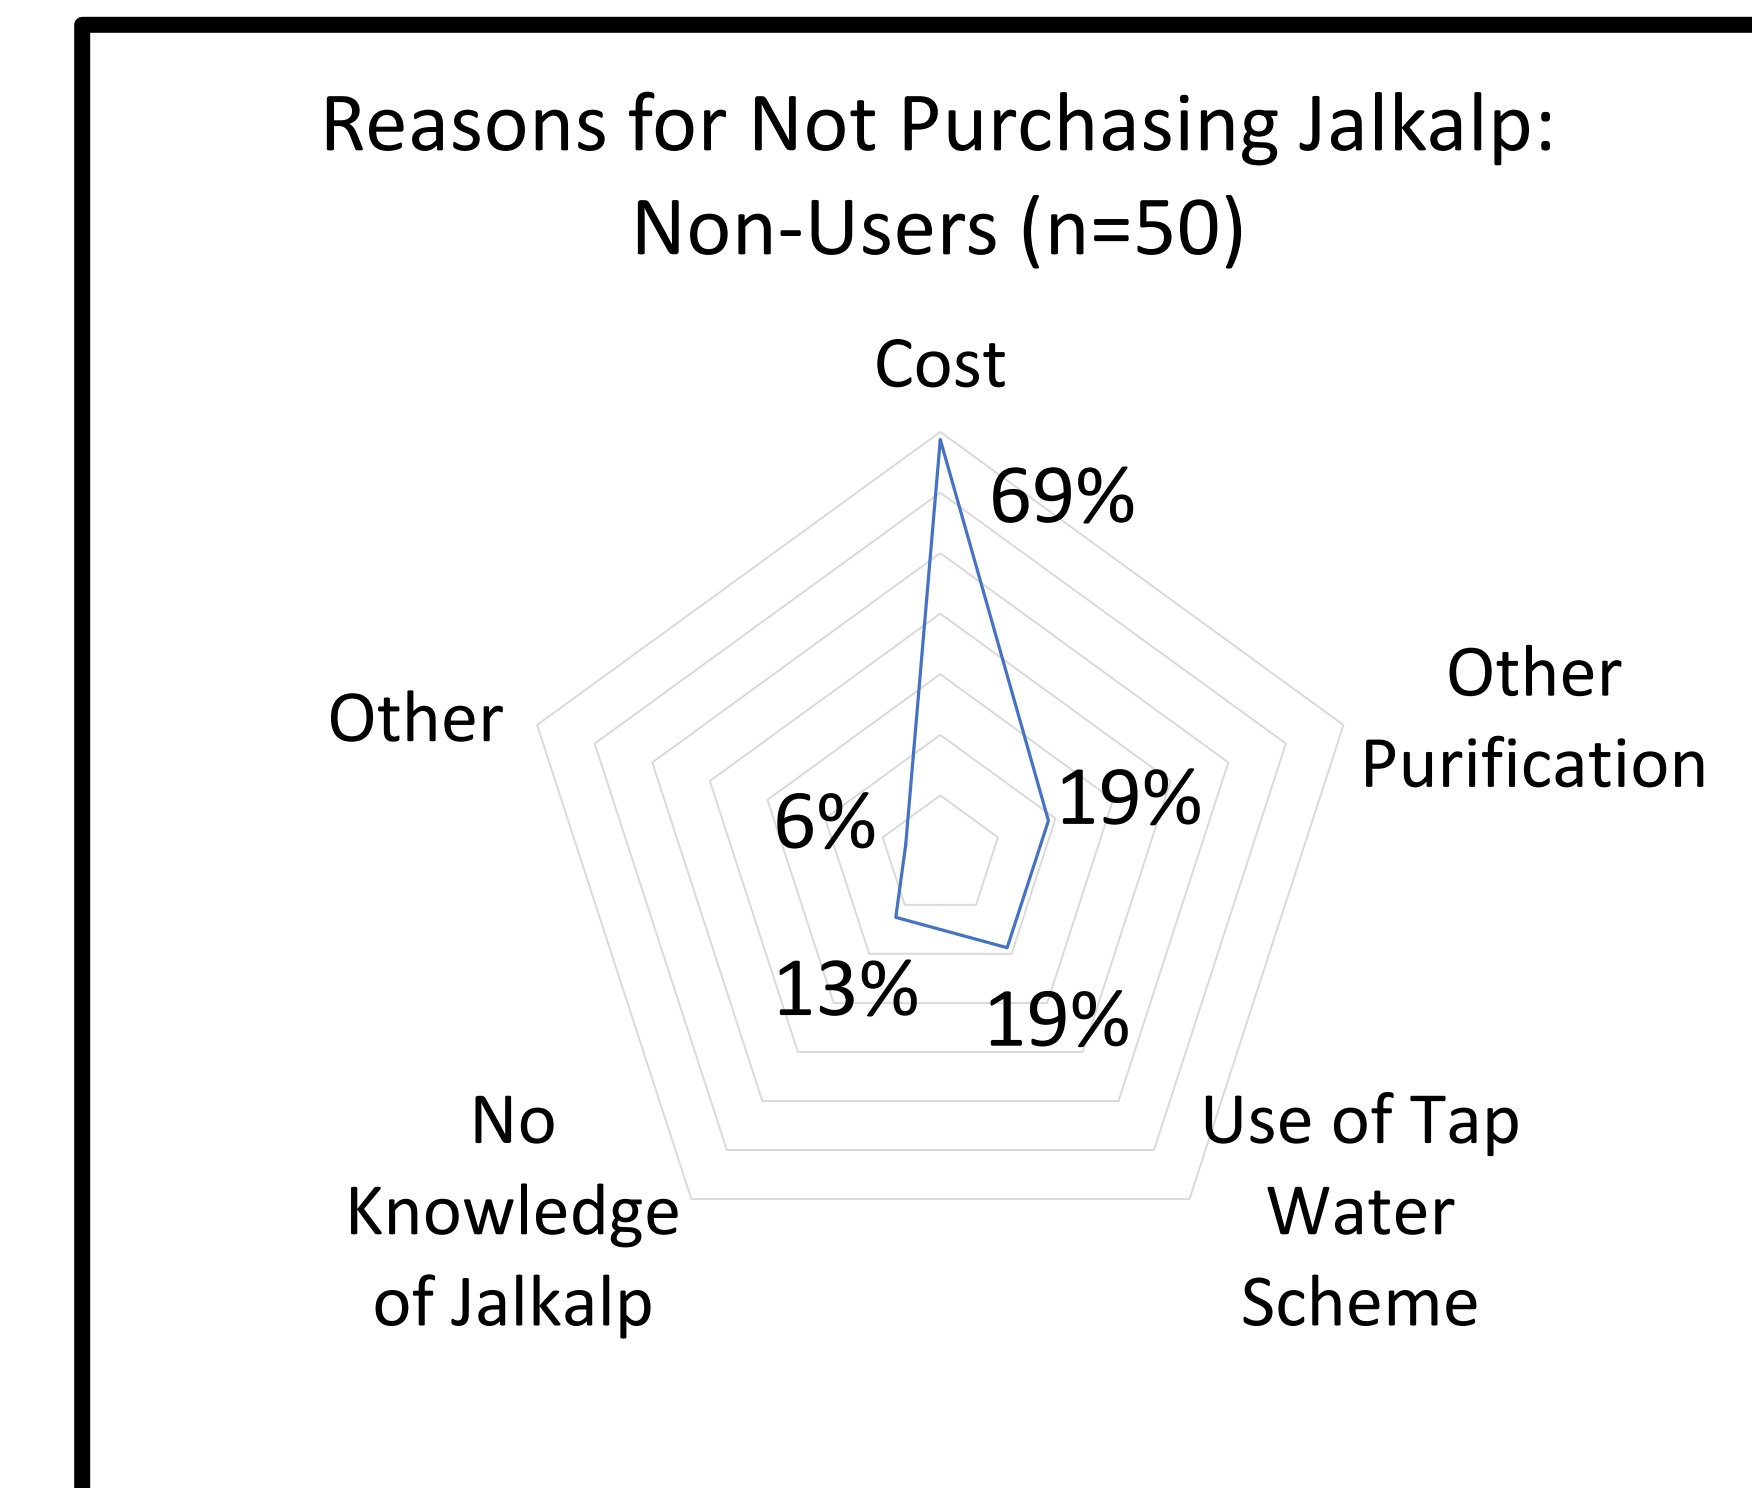 Reasons for Not Purchasing Jalkalp:
Non-Users (n=50)
Cost
69%
Other
Purification
19%
Other
6%
13%
19%
No
Knowledge
of Jalkalp
Use of Tap
Water
Scheme